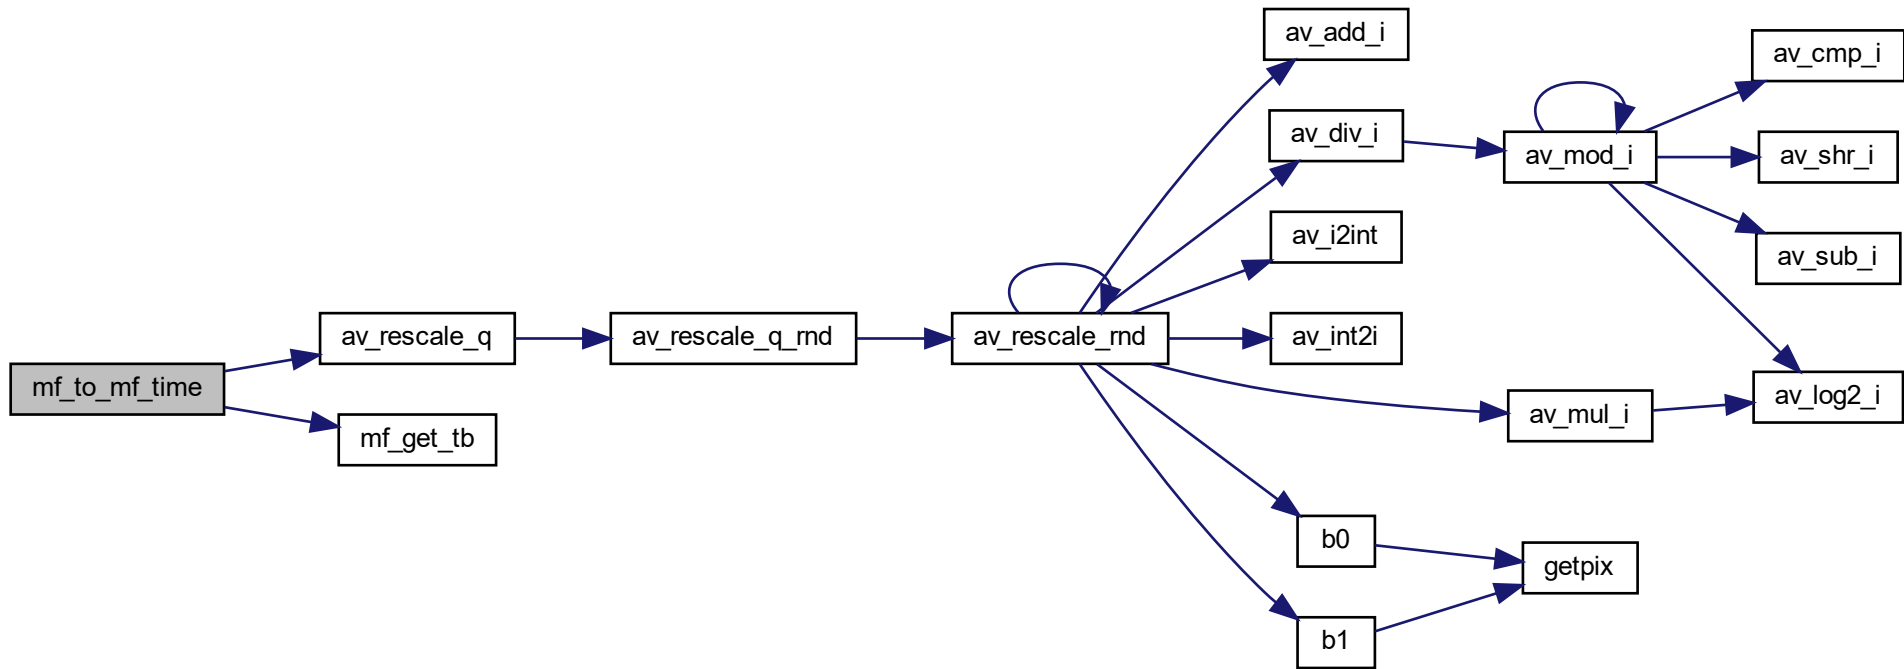 mf_to_mf_time
av_rescale_q
mf_get_tb
av_rescale_q_rnd
av_rescale_rnd
av_add_i
av_div_i
av_i2int
av_int2i
av_mul_i
b0
b1
av_mod_i
getpix
av_cmp_i
av_shr_i
av_sub_i
av_log2_i